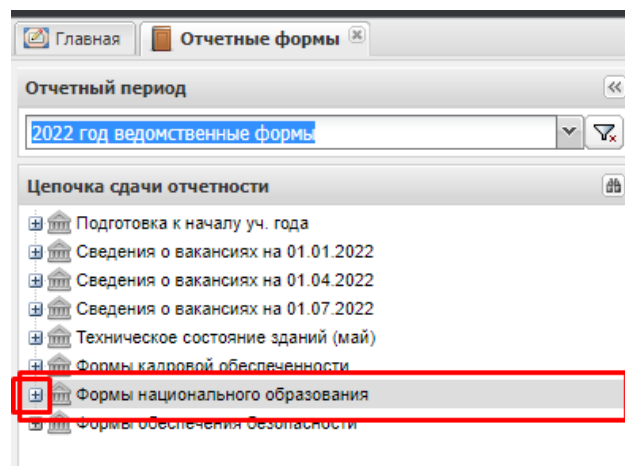 Главная
Отчетные формы
Отчетный период
2022 год ведомственные формы
Цепочка сдачи отчетности
Подготовка к началу уч. года
Сведения о вакансиях на 01.01.2022
Сведения о вакансиях на 01.04.2022
Сведения о вакансиях на 01.07.2022
Техническое состояние зданий (май)
Формы кадровой обеспеченности
Формы национального образования
Формы обеспечения безопасности